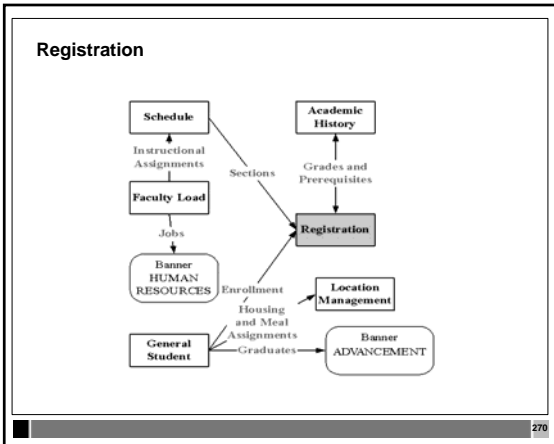 Registration
Schedule
Academic
History
Instructional
Assignments
Sections
Grades and
Prerequisites
Faculty Load
Registration
Jobs
Banner
HUMAN
RESOURCES
Enrollment
Housing
and Meal
Assignments
Location
Management
General
Student
Graduates
Banner
ADVANCEMENT
270